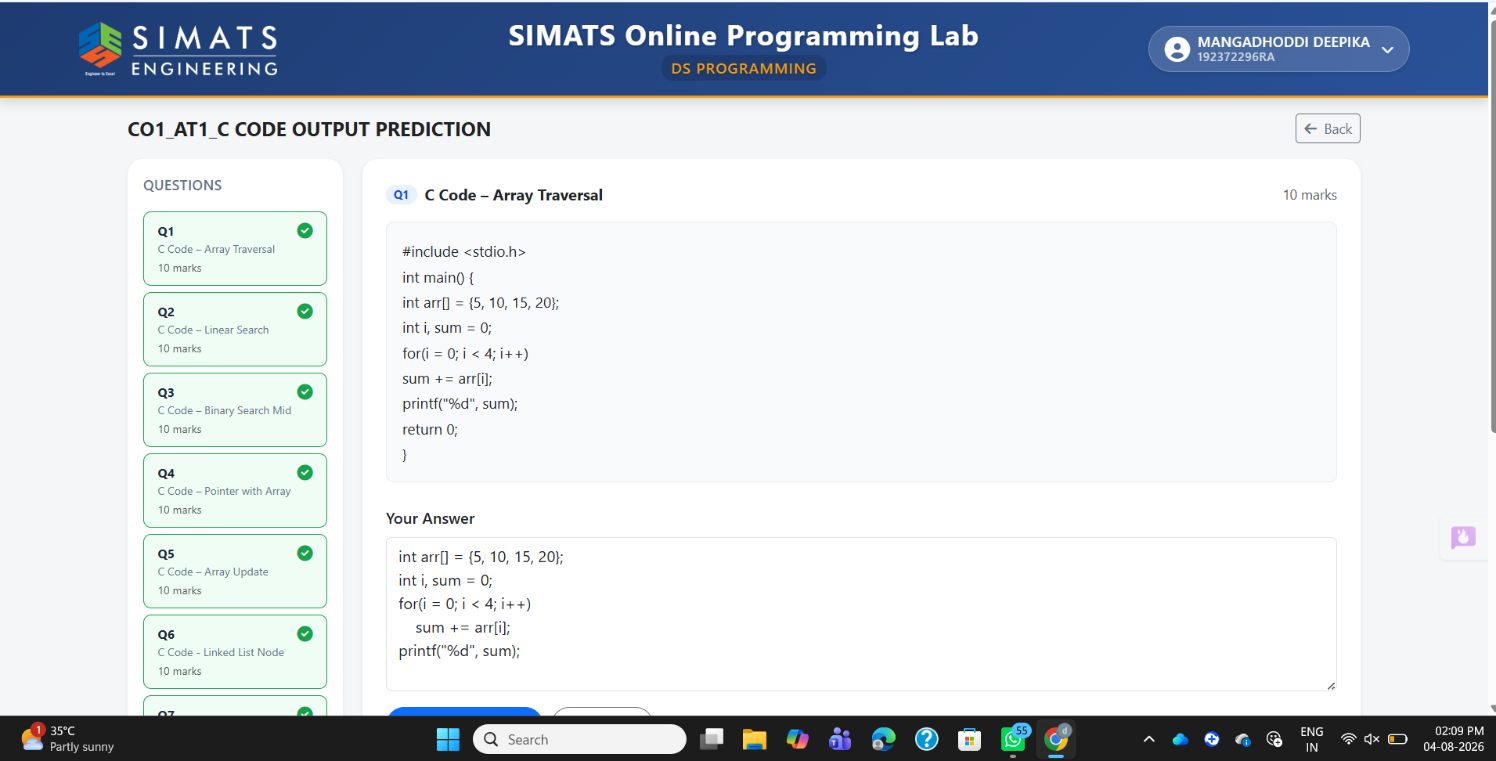 SIMATS
ENGINEERING
Engineer to Excel
SIMATS Online Programming Lab
DS PROGRAMMING
MANGADHODDI DEEPIKA
192372296RA
CO1_AT1_C CODE OUTPUT PREDICTION
Back
QUESTIONS
Q1
C Code – Array Traversal
10 marks
Q2
C Code – Linear Search
10 marks
Q3
C Code – Binary Search Mid
10 marks
Q4
C Code – Pointer with Array
10 marks
Q5
C Code – Array Update
10 marks
Q6
C Code - Linked List Node
10 marks
Q7
Q1 C Code – Array Traversal
10 marks
#include <stdio.h>
int main() {
int arr[] = {5, 10, 15, 20};
int i, sum = 0;
for(i = 0; i < 4; i++)
sum += arr[i];
printf("%d", sum);
return 0;
}
Your Answer
int arr[] = {5, 10, 15, 20};
int i, sum = 0;
for(i = 0; i < 4; i++)
sum += arr[i];
printf("%d", sum);
1
35°C
Partly sunny
Search
55
d
ENG
IN
02:09 PM
04-08-2026